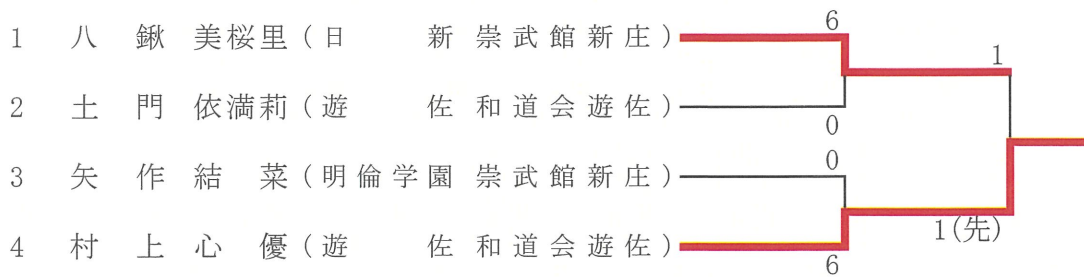 6
1 八鍬 美桜里 (日 新 崇武館新庄)
1
2 土門 依満莉 (遊 佐 和道会遊佐)
0
0
3 矢作 結菜 (明倫学園 崇武館新庄)
1(先)
4 村上 心優 (遊 佐 和道会遊佐)
6